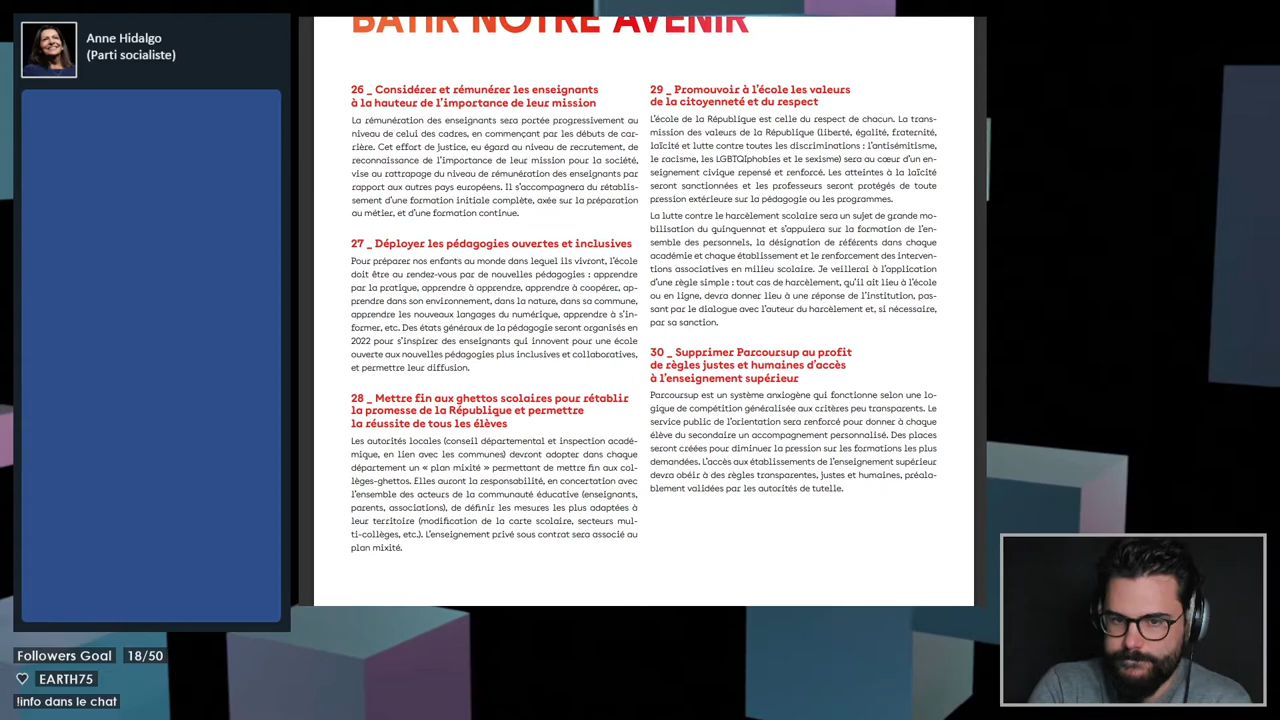 Anne Hidalgo
(Parti socialiste)
BÂTIR NOTRE AVENIR
26 _ Considérer et rémunérer les enseignants
à la hauteur de l'importance de leur mission
La rémunération des enseignants sera portée progressivement au
niveau de celui des cadres, en commençant par les débuts de car-
rière. Cet effort de justice, eu égard au niveau de recrutement, de
reconnaissance de l'importance de leur mission pour la société,
vise au rattrapage du niveau de rémunération des enseignants par
rapport aux autres pays européens. Il s'accompagnera du rétablis-
sement d'une formation initiale complète, axée sur la préparation
au métier, et d'une formation continue.
27 _ Déployer les pédagogies ouvertes et inclusives
Pour préparer nos enfants au monde dans lequel ils vivront, l'école
doit être au rendez-vous par de nouvelles pédagogies : apprendre
par la pratique, apprendre à apprendre, apprendre à coopérer, ap-
prendre dans son environnement, dans la nature, dans sa commune,
apprendre les nouveaux langages du numérique, apprendre à s'in-
former, etc. Des états généraux de la pédagogie seront organisés en
2022 pour s'inspirer des enseignants qui innovent pour une école
ouverte aux nouvelles pédagogies plus inclusives et collaboratives,
et permettre leur diffusion.
28 _ Mettre fin aux ghettos scolaires pour rétablir
la promesse de la République et permettre
la réussite de tous les élèves
Les autorités locales (conseil départemental et inspection acadé-
mique, en lien avec les communes) devront adopter dans chaque
département un « plan mixité » permettant de mettre fin aux col-
lèges-ghettos. Elles auront la responsabilité, en concertation avec
l'ensemble des acteurs de la communauté éducative (enseignants,
parents, associations), de définir les mesures les plus adaptées à
leur territoire (modification de la carte scolaire, secteurs mul-
ti-collèges, etc.). L'enseignement privé sous contrat sera associé au
plan mixité.
29 _ Promouvoir à l'école les valeurs
de la citoyenneté et du respect
L'école de la République est celle du respect de chacun. La trans-
mission des valeurs de la République (liberté, égalité, fraternité,
laïcité et lutte contre toutes les discriminations : l'antisémitisme,
le racisme, les LGBTQIphobies et le sexisme) sera au cœur d'un en-
seignement civique repensé et renforcé. Les atteintes à la laïcité
seront sanctionnées et les professeurs seront protégés de toute
pression extérieure sur la pédagogie ou les programmes.
La lutte contre le harcèlement scolaire sera un sujet de grande mo-
bilisation du quinquennat et s'appuiera sur la formation de l'en-
semble des personnels, la désignation de référents dans chaque
académie et chaque établissement et le renforcement des interven-
tions associatives en milieu scolaire. Je veillerai à l'application
d'une règle simple : tout cas de harcèlement, qu'il ait lieu à l'école
ou en ligne, devra donner lieu à une réponse de l'institution, pas-
sant par le dialogue avec l'auteur du harcèlement et, si nécessaire,
par sa sanction.
30 _ Supprimer Parcoursup au profit
de règles justes et humaines d'accès
à l'enseignement supérieur
Parcoursup est un système anxiogène qui fonctionne selon une lo-
gique de compétition généralisée aux critères peu transparents. Le
service public de l'orientation sera renforcé pour donner à chaque
élève du secondaire un accompagnement personnalisé. Des places
seront créées pour diminuer la pression sur les formations les plus
demandées. L'accès aux établissements de l'enseignement supérieur
devra obéir à des règles transparentes, justes et humaines, préala-
blement validées par les autorités de tutelle.
Followers Goal 18/50
EARTH75
!info dans le chat